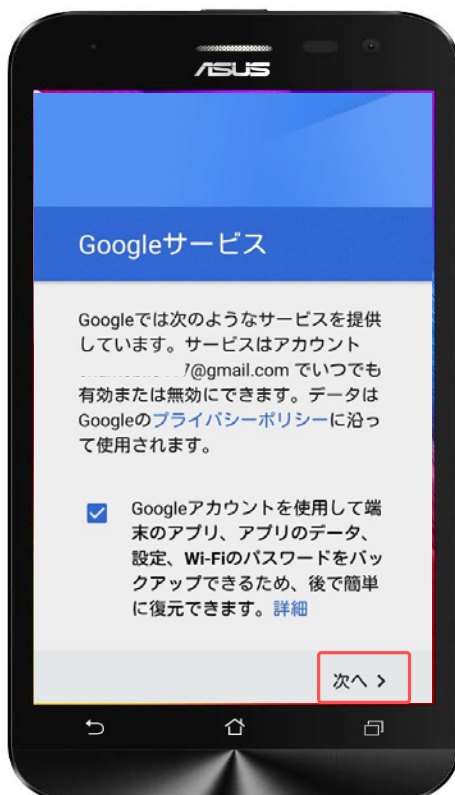 ASUS
Googleサービス
Googleでは次のようなサービスを提供
しています。サービスはアカウント
7@gmail.com でいつでも
有効または無効にできます。データは
Googleのプライバシーポリシーに沿っ
て使用されます。
Googleアカウントを使用して端
末のアプリ、アプリのデータ、
設定、Wi-Fiのパスワードをバッ
クアップできるため、後で簡単
に復元できます。詳細
次へ